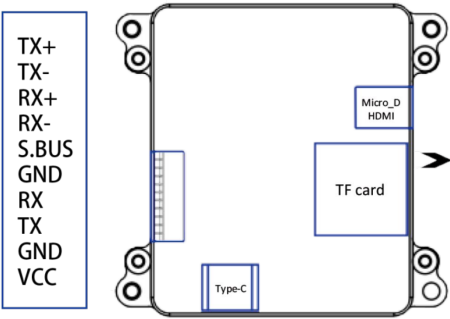 TX+
TX-
RX+
RX-
S.BUS
GND
RX
TX
GND
VCC
Micro_D
HDMI
TF card
Type-C